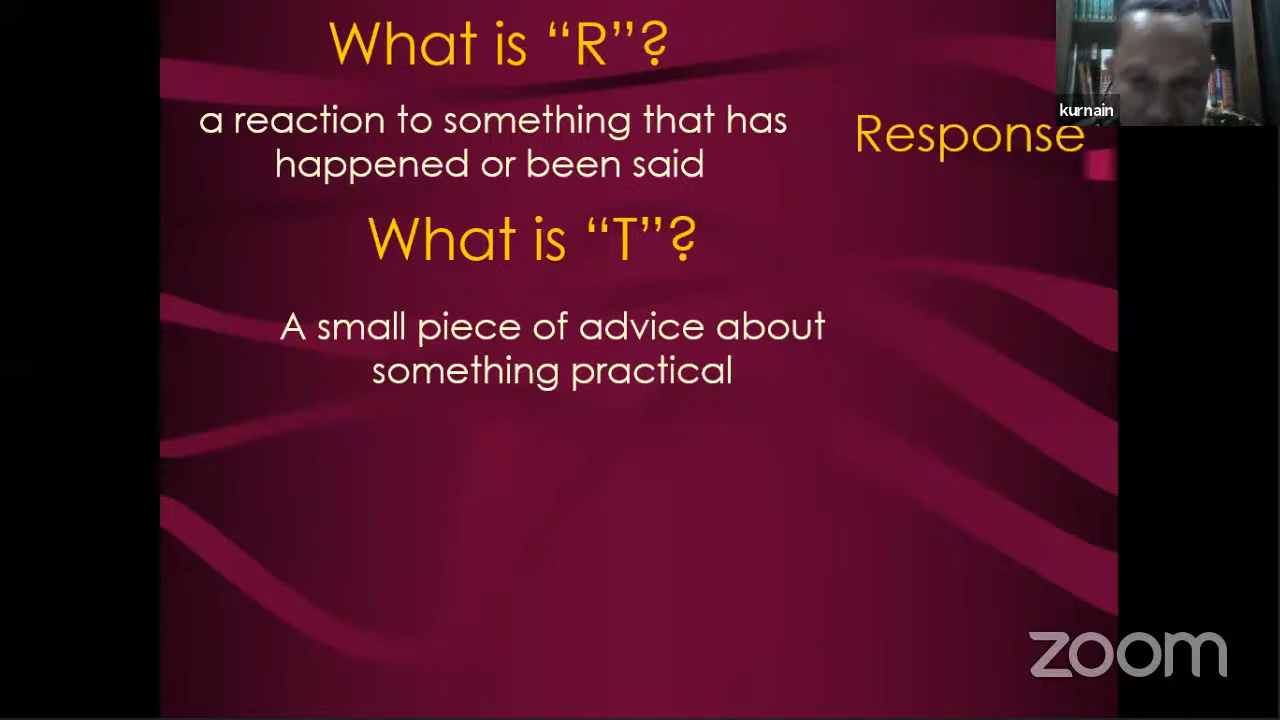 What is “R”?
a reaction to something that has
happened or been said
Response
kurnain
What is “T”?
A small piece of advice about
something practical
zoom